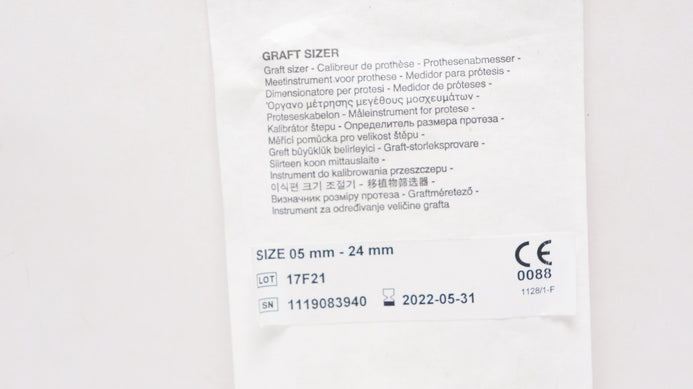 GRAFT SIZER
Graft sizer - Calibreur de prothèse - Prothesenabmesser -
Meetinstrument voor prothese - Medidor para prótesis -
Dimensionatore per protesi - Medidor de próteses -
Όργανο μέτρησης μεγέθους μοσχευμάτων -
Proteseskabelon - Måleinstrument for protese -
Kalibrátor štepu - Определитель размера протеза -
Měřicí pomůcka pro velikost štěpu -
Greft büyüklük belirleyici - Graft-storleksprovare -
Siirteen koon mittauslaite -
Instrument do kalibrowania przeszczepu -
이식편 크기 조절기 - 移植物筛选器 -
Визначник розміру протеза - Graftméretező -
Instrument za određivanje veličine grafta
SIZE 05 mm - 24 mm
LOT 17F21
SN 1119083940 2022-05-31
CE
0088
1128/1-F